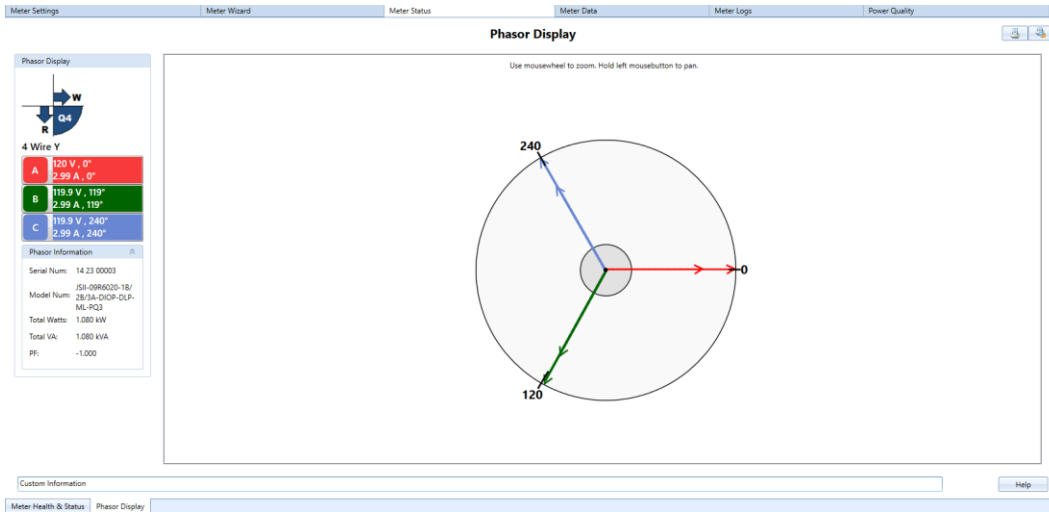 Meter Settings
Meter Wizard
Meter Status
Meter Data
Meter Logs
Power Quality
Phasor Display
Phasor Display
W
Q4
R
4 Wire Y
A
120 V , 0°
2.99 A , 0°
B
119.9 V , 119°
2.99 A , 119°
C
119.9 V , 240°
2.99 A , 240°
Phasor Information
Serial Num: 14 23 00003
Model Num: JSII-09R6020-1B/
2B/3A-DIOP-DLP-
ML-PQ3
Total Watts: 1.080 kW
Total VA: 1.080 kVA
PF: -1.000
Use mousewheel to zoom. Hold left mousebutton to pan.
240
0
120
Custom Information
Help
Meter Health & Status
Phasor Display